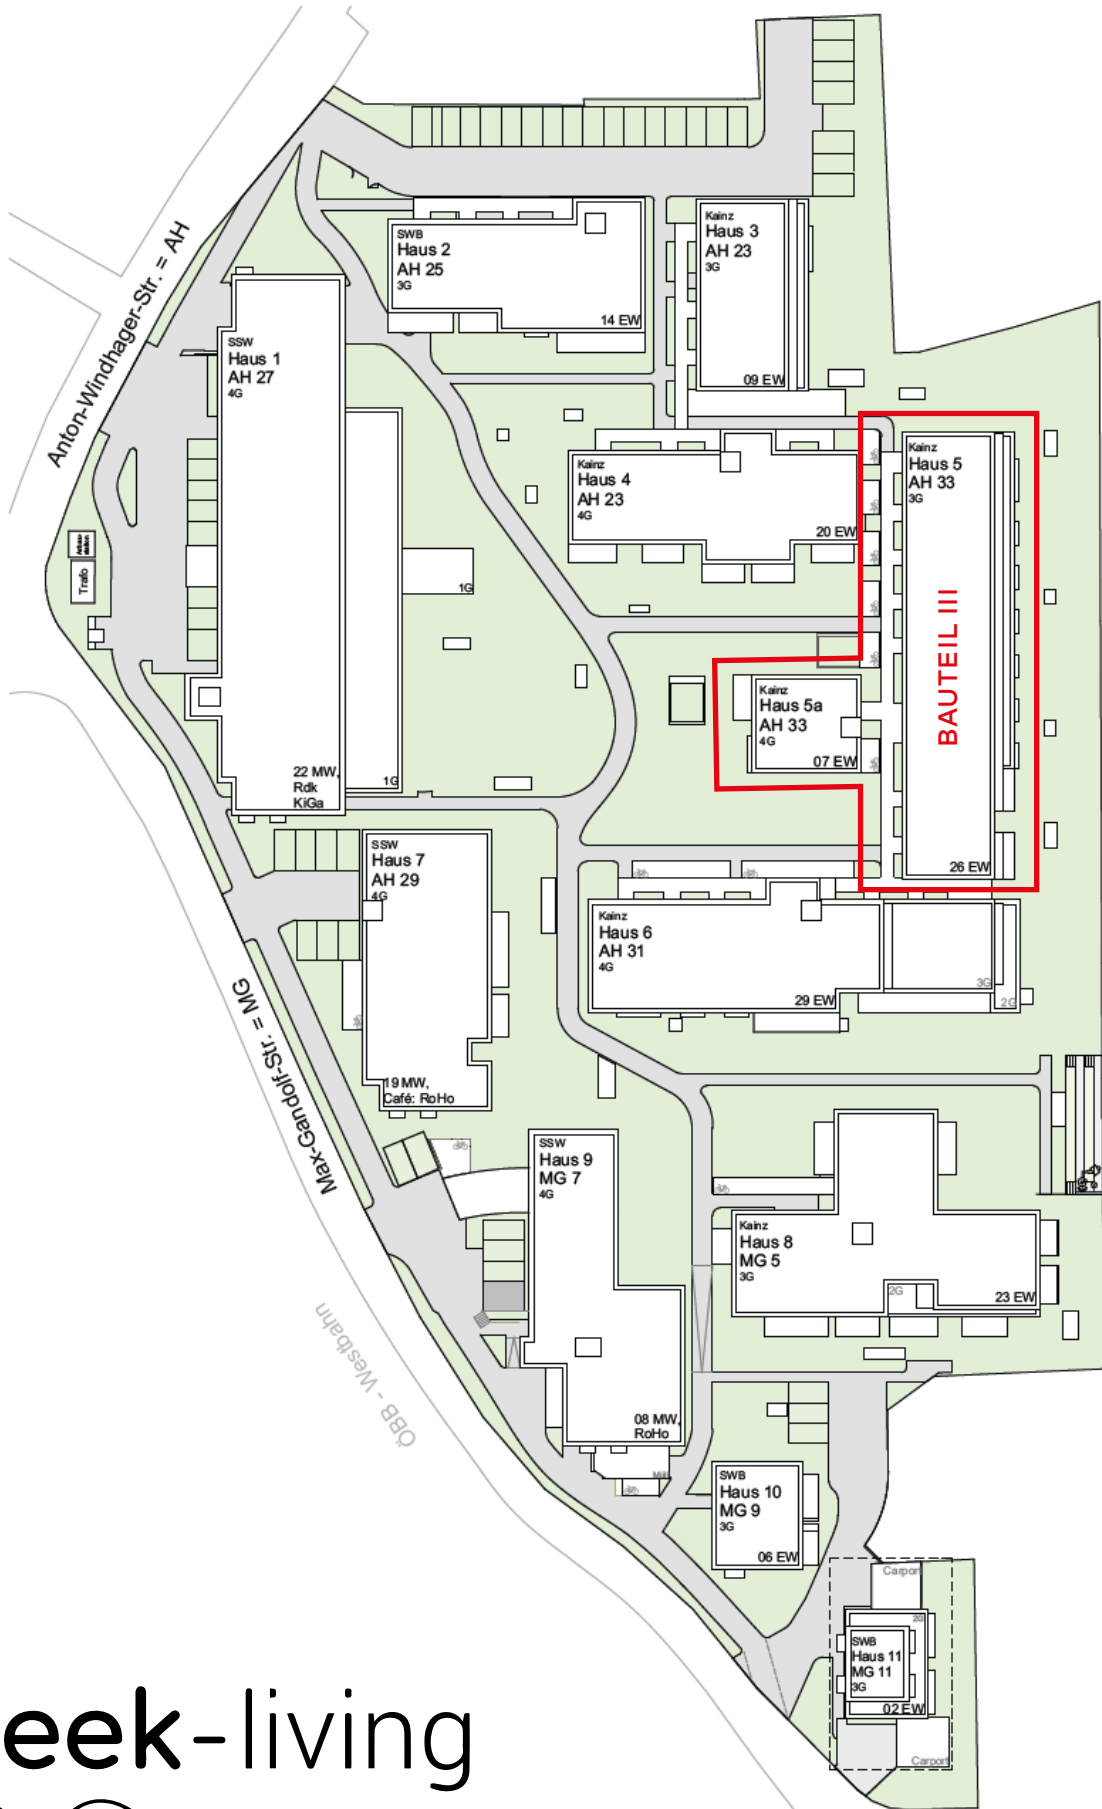 SWB
Haus 2
AH 25
3G
14 EW
Kainz
Haus 3
AH 23
3G
09 EW
Anton-Windhager-Str. = AH
SSW
Haus 1
AH 27
4G
1G
22 MW,
Rdk
KiGa
1G
Trafo
Kainz
Haus 4
AH 23
4G
20 EW
Kainz
Haus 5
AH 33
3G
BAUTEIL III
26 EW
Kainz
Haus 5a
AH 33
4G
07 EW
SSW
Haus 7
AH 29
4G
19 MW,
Café: RoHo
Kainz
Haus 6
AH 31
4G
29 EW
3G
2G
Max-Gandolf-Str. = MG
SSW
Haus 9
MG 7
4G
08 MW,
RoHo
Kainz
Haus 8
MG 5
3G
2G
23 EW
ÖBB - Westbahn
SWB
Haus 10
MG 9
3G
06 EW
Carport
2G
SWB
Haus 11
MG 11
3G
02 EW
Carport
eek-living